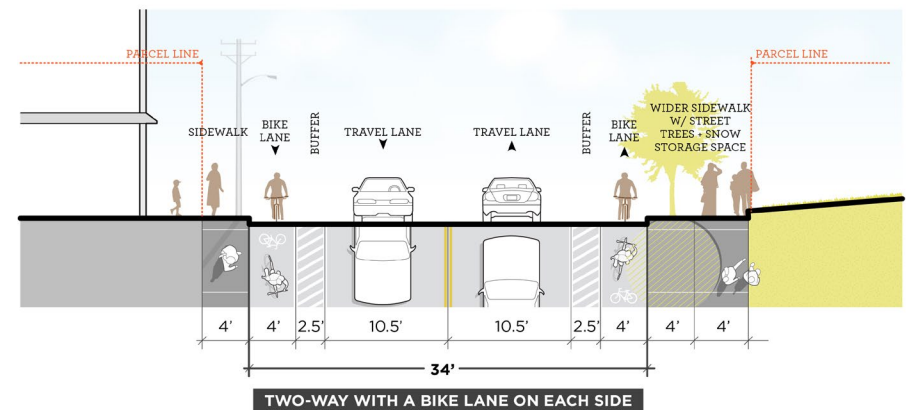 PARCEL LINE
PARCEL LINE
SIDEWALK
BIKE
LANE
BUFFER
TRAVEL LANE
TRAVEL LANE
BUFFER
BIKE
LANE
WIDER SIDEWALK
W/ STREET
TREES + SNOW
STORAGE SPACE
4' 4' 2.5' 10.5' 10.5' 2.5' 4' 4' 4'
34'
TWO-WAY WITH A BIKE LANE ON EACH SIDE